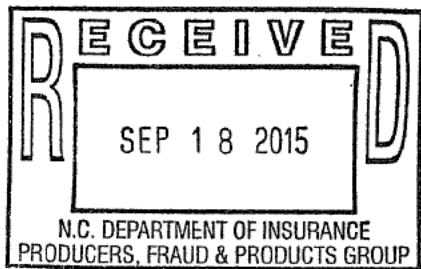 RECEIVED
SEP 18 2015
N.C. DEPARTMENT OF INSURANCE
PRODUCERS, FRAUD & PRODUCTS GROUP